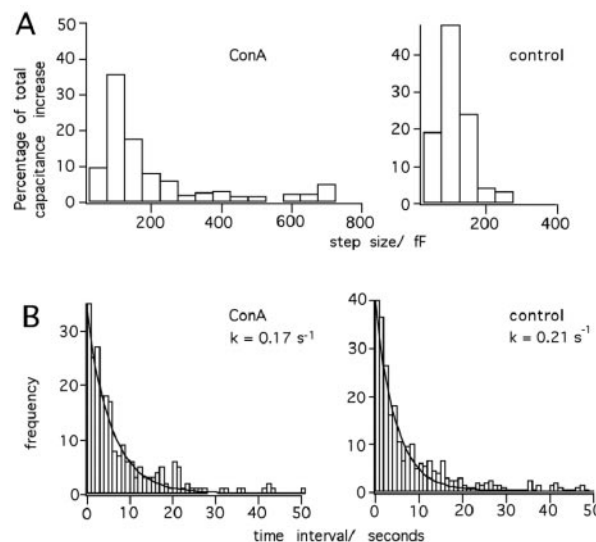 A
Percentage of total
capacitance increase
50
40
30
20
10
0
ConA
200
400
600
800
step size/ fF
40
30
20
10
0
control
200
400
B
frequency
30
20
10
0
ConA
k = 0.17 s⁻¹
0
10
20
30
40
50
40
30
20
10
0
control
k = 0.21 s⁻¹
0
10
20
30
40
50
time interval/ seconds